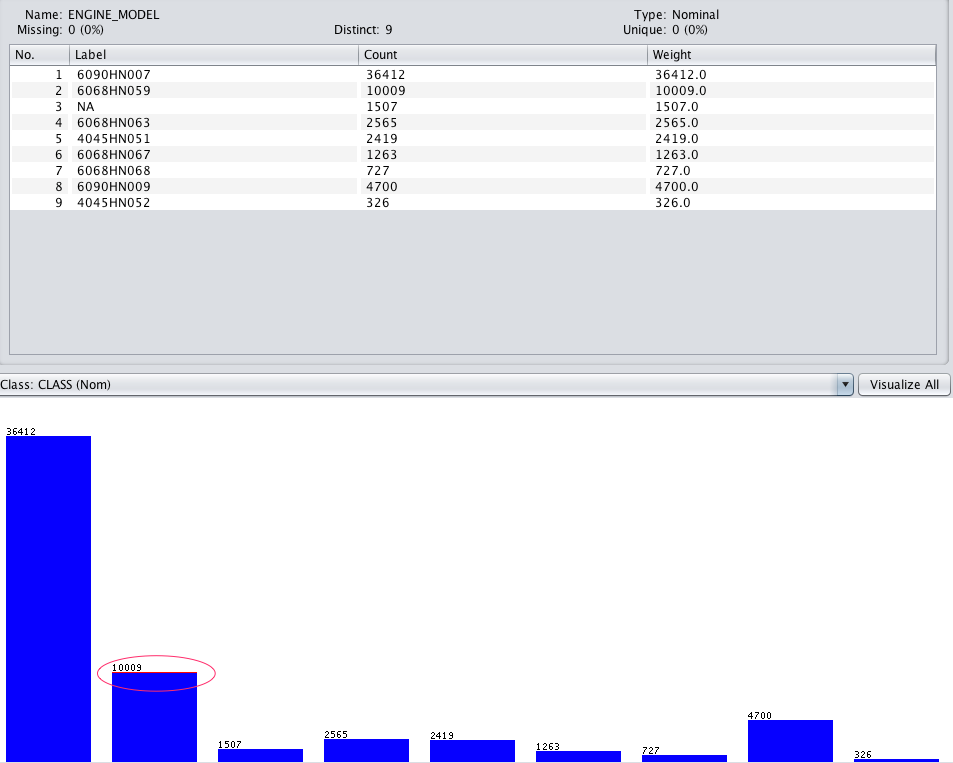 Name: ENGINE_MODEL Type: Nominal
Missing: 0 (0%) Distinct: 9 Unique: 0 (0%)
No. Label Count Weight
1 6090HN007 36412 36412.0
2 6068HN059 10009 10009.0
3 NA 1507 1507.0
4 6068HN063 2565 2565.0
5 4045HN051 2419 2419.0
6 6068HN067 1263 1263.0
7 6068HN068 727 727.0
8 6090HN009 4700 4700.0
9 4045HN052 326 326.0
Class: CLASS (Nom) Visualize All
36412
10009
1507
2565
2419
1263
727
4700
326